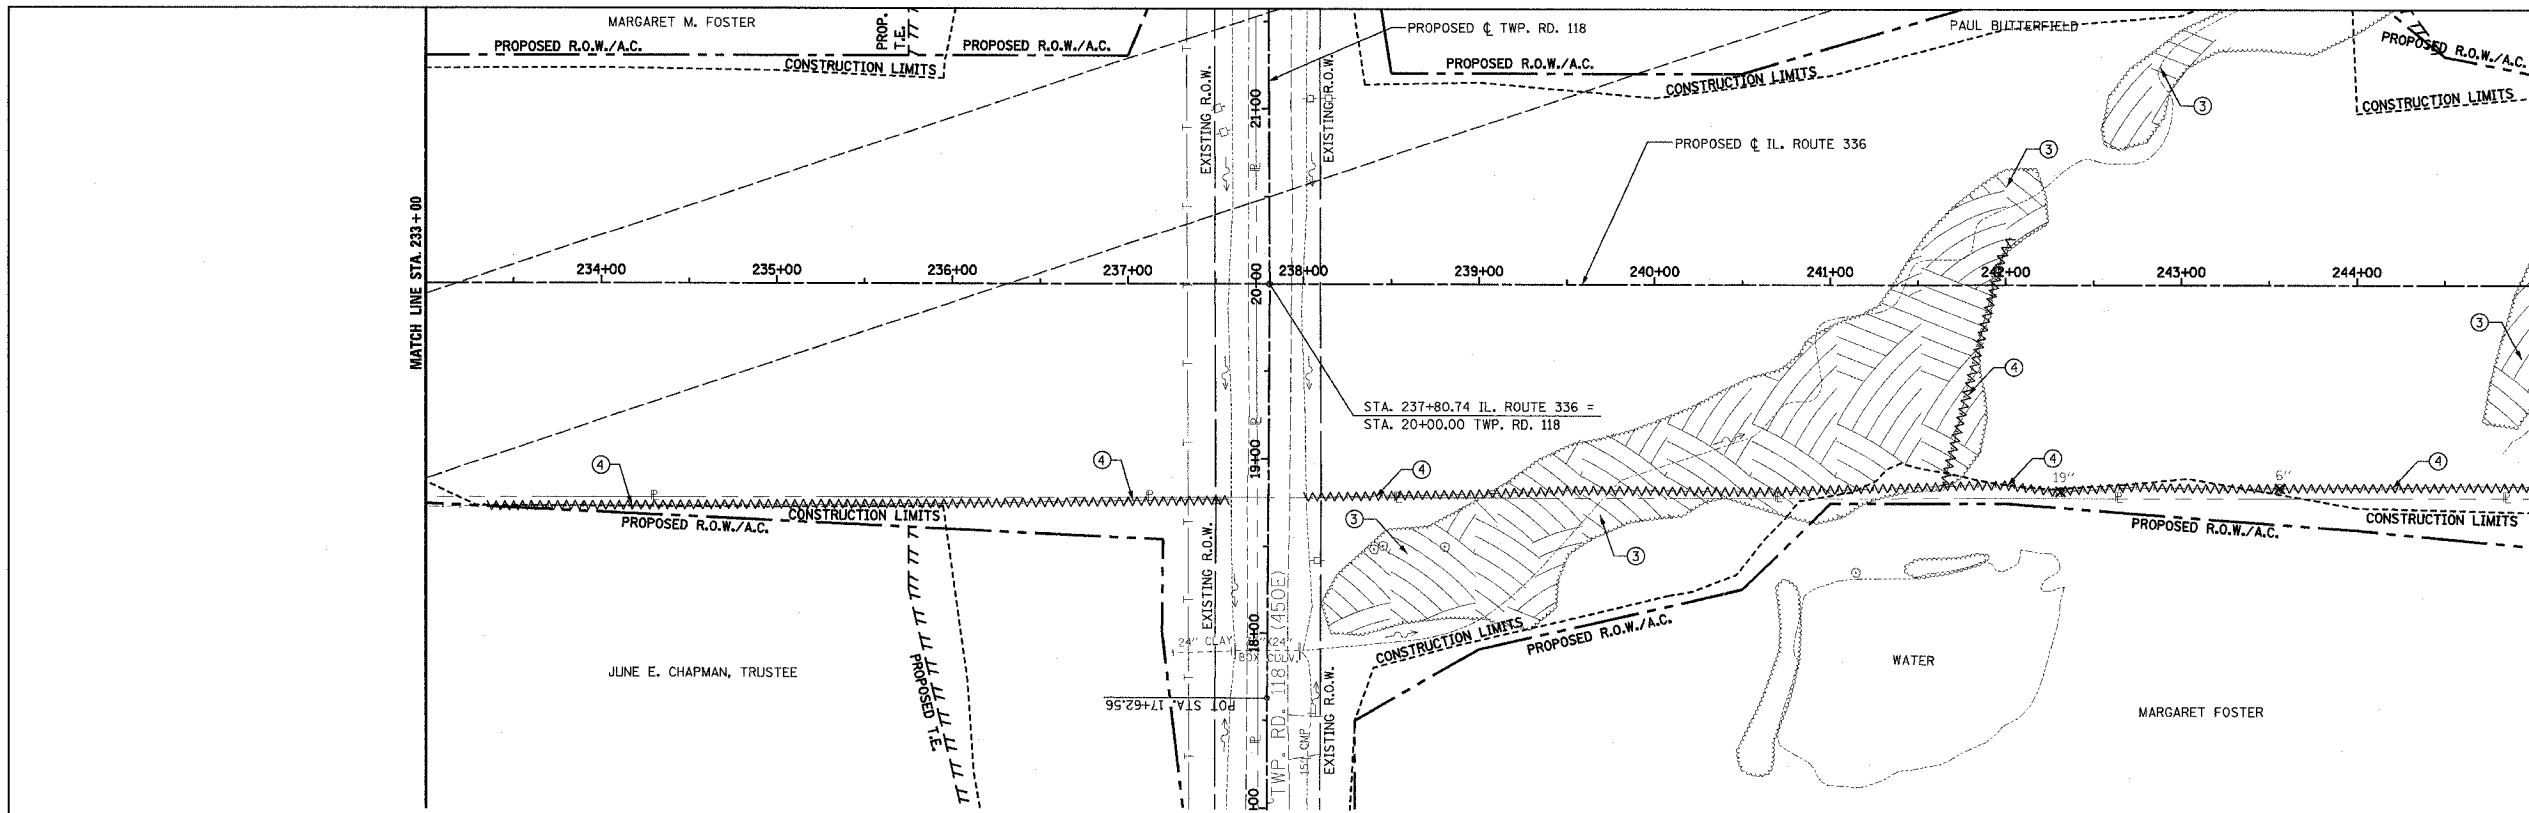 MARGARET M. FOSTER
PROPOSED R.O.W./A.C.
CONSTRUCTION LIMITS
PROP.
T.E.
PROPOSED R.O.W./A.C.
EXISTING R.O.W.
21+00
EXISTING R.O.W.
PROPOSED ℄ TWP. RD. 118
PROPOSED R.O.W./A.C.
CONSTRUCTION LIMITS
PAUL BUTTERFIELD
PROPOSED R.O.W./A.C.
CONSTRUCTION LIMITS
3
3
PROPOSED ℄ IL. ROUTE 336
MATCH LINE STA. 233+00
234+00
235+00
236+00
237+00
20+00
238+00
239+00
240+00
241+00
242+00
243+00
244+00
3
4
STA. 237+80.74 IL. ROUTE 336 =
STA. 20+00.00 TWP. RD. 118
19+00
4
4
4
4
19"
6"
4
PROPOSED R.O.W./A.C.
CONSTRUCTION LIMITS
3
3
PROPOSED R.O.W./A.C.
CONSTRUCTION LIMITS
EXISTING R.O.W.
18+00
24" CLAY
X24"
BOX CULV.
TWP. RD. 118 (450E)
CONSTRUCTION LIMITS
PROPOSED R.O.W./A.C.
JUNE E. CHAPMAN, TRUSTEE
PROPOSED T.E.
POT STA. 17+62.56
15" CMP
EXISTING R.O.W.
WATER
MARGARET FOSTER